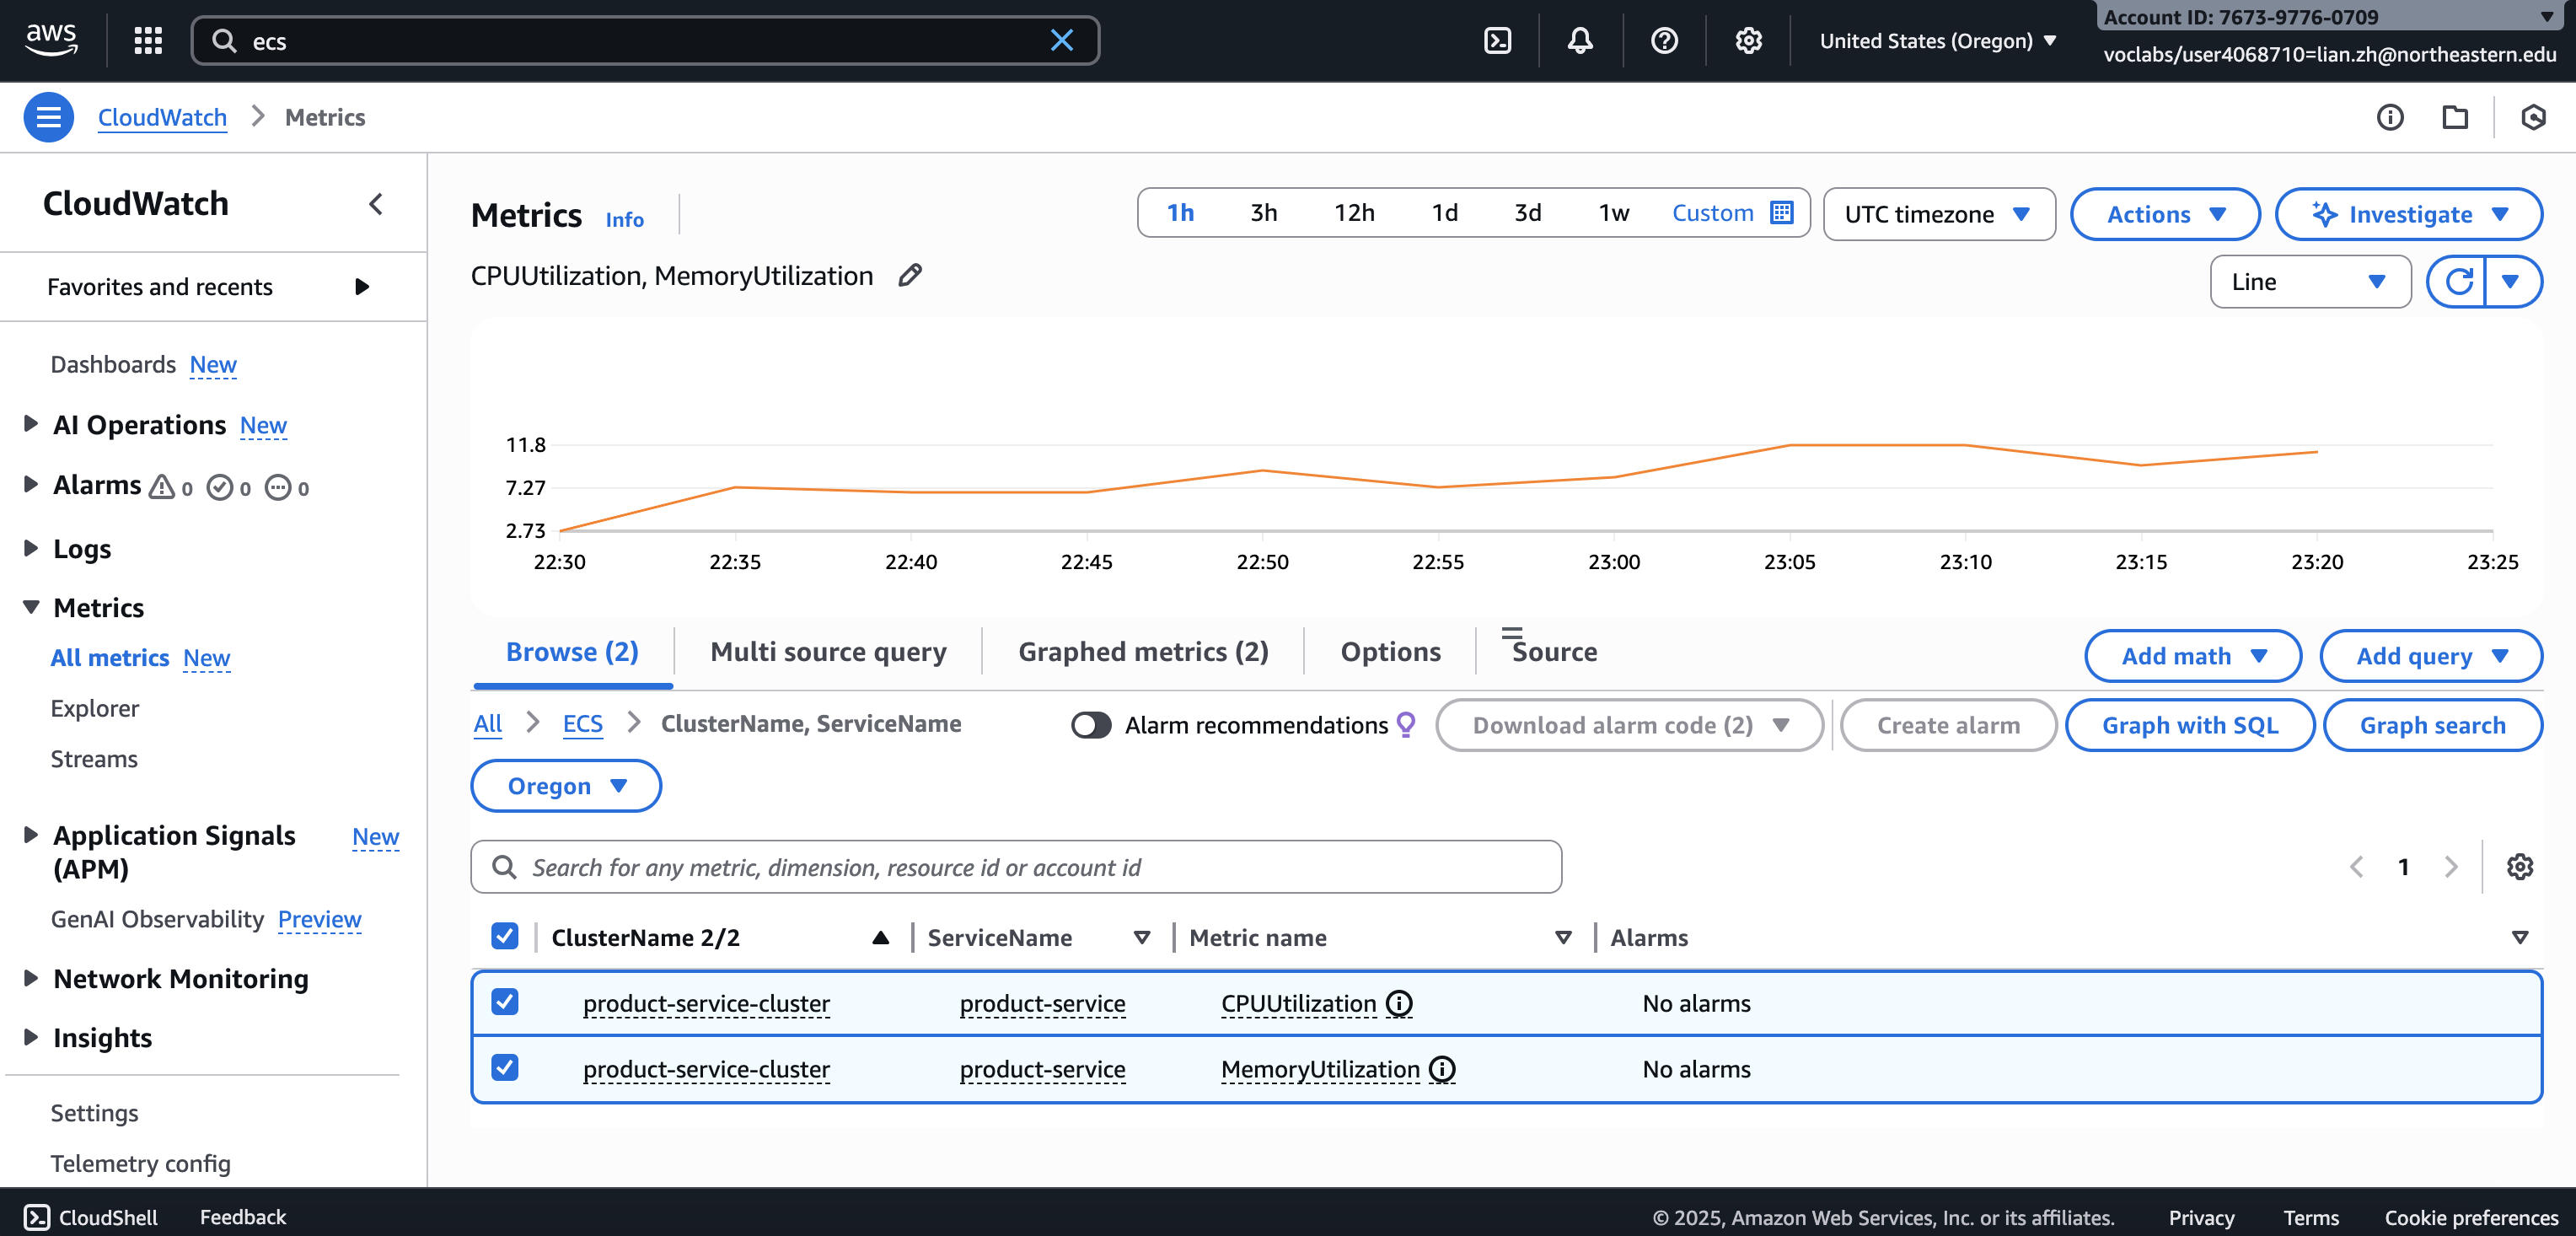 aws
ecs
United States (Oregon)
Account ID: 7673-9776-0709
voclabs/user4068710=lian.zh@northeastern.edu
CloudWatch
Metrics
CloudWatch
Favorites and recents
Dashboards New
AI Operations New
Alarms 0 0 0
Logs
Metrics
All metrics New
Explorer
Streams
Application Signals New
(APM)
GenAI Observability Preview
Network Monitoring
Insights
Settings
Telemetry config
Metrics Info
1h 3h 12h 1d 3d 1w Custom
UTC timezone
Actions
Investigate
CPUUtilization, MemoryUtilization
Line
11.8
7.27
2.73
22:30 22:35 22:40 22:45 22:50 22:55 23:00 23:05 23:10 23:15 23:20 23:25
Browse (2) Multi source query Graphed metrics (2) Options Source
Add math Add query
All ECS ClusterName, ServiceName
Alarm recommendations Download alarm code (2) Create alarm Graph with SQL Graph search
Oregon
Search for any metric, dimension, resource id or account id
1
ClusterName 2/2 ServiceName Metric name Alarms
product-service-cluster product-service CPUUtilization No alarms
product-service-cluster product-service MemoryUtilization No alarms
CloudShell Feedback
© 2025, Amazon Web Services, Inc. or its affiliates. Privacy Terms Cookie preferences